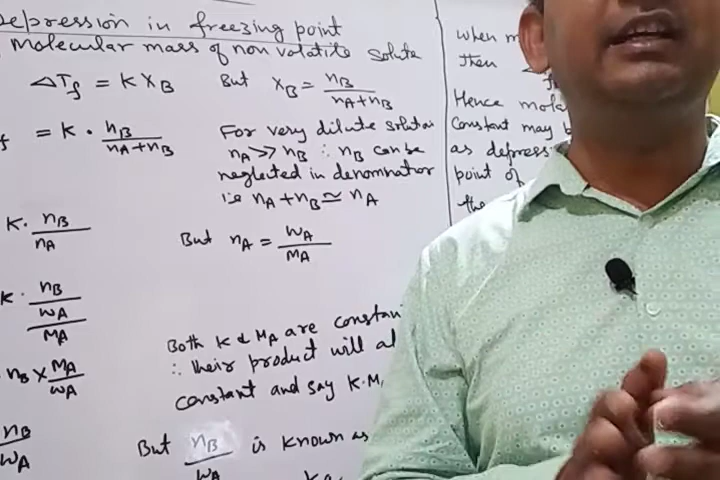 Depression in freezing point
Molecular mass of non volatile solute
ΔTf = K XB But XB = nB / nA + nB
f = K · nB / nA + nB
For very dilute solution
nA >> nB ∴ nB can be
neglected in denominator
i.e nA + nB ≅ nA
K · nB / nA But nA = WA / MA
K · nB / WA / MA
nB × MA / WA
Both K & MA are constan
∴ their product will al
constant and say K.M
nB / WA
But nB / WA is known as
when m
then
Hence mola
Constant may b
as depress
point of
the